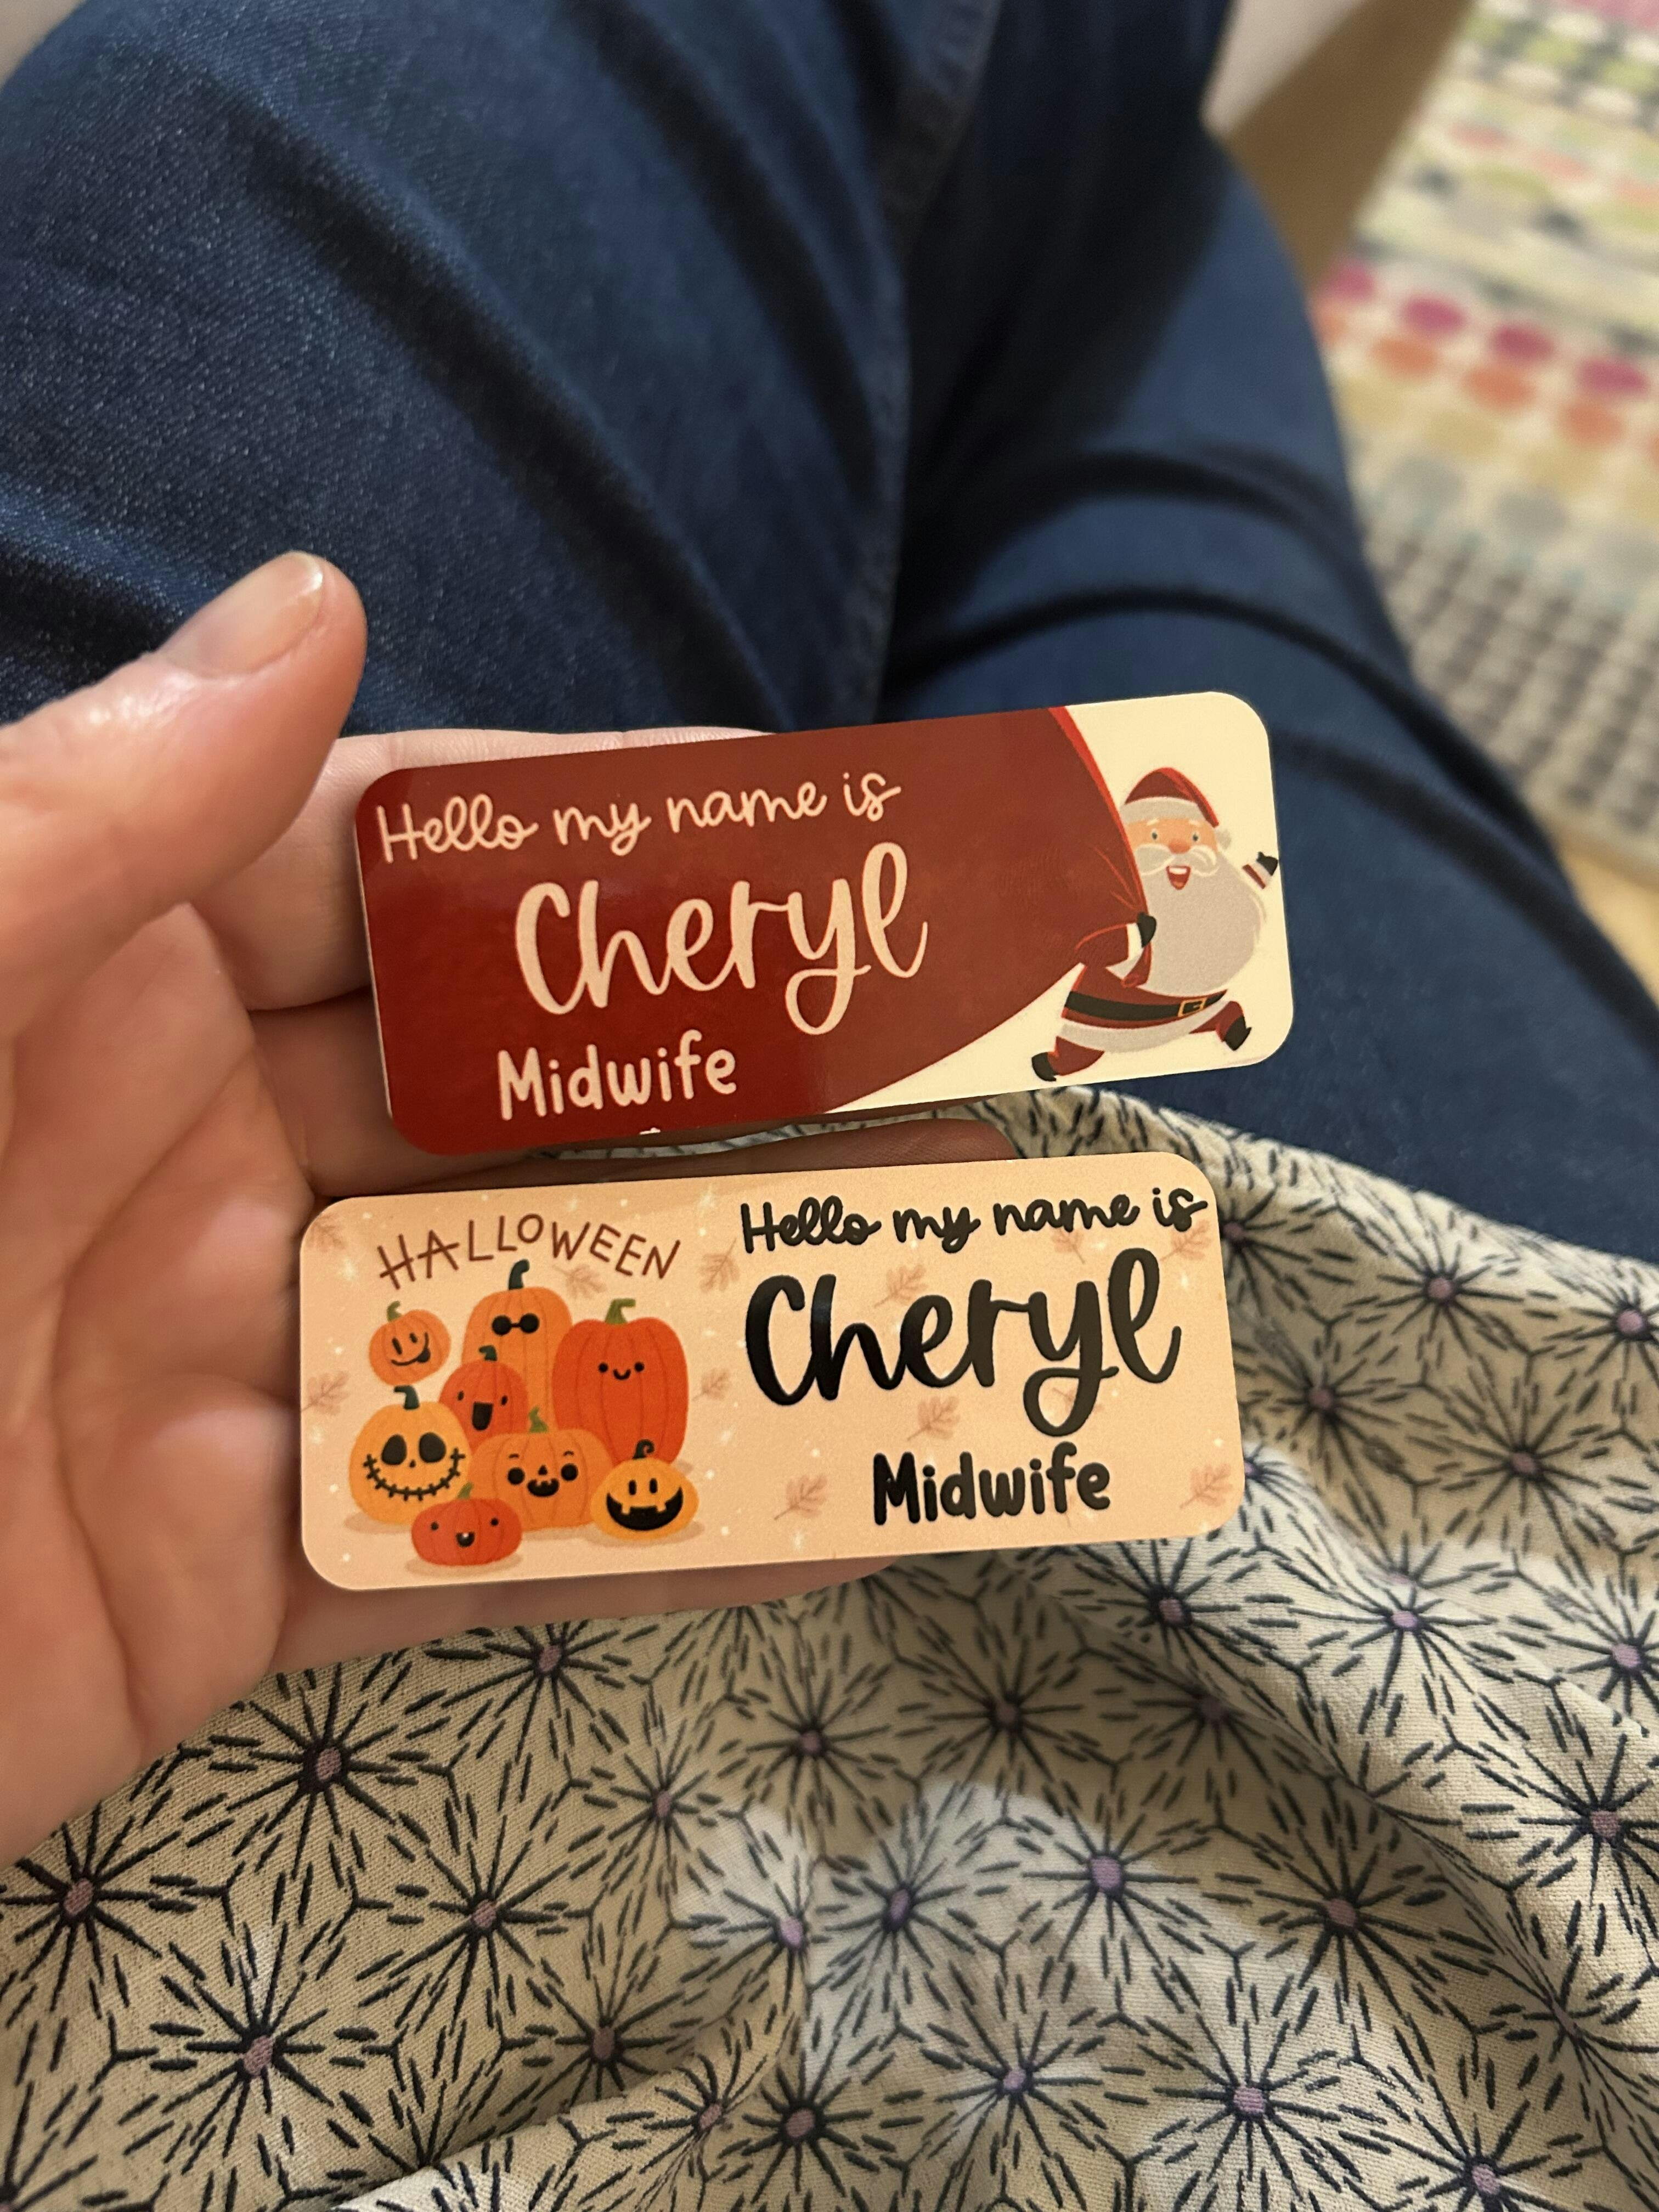 Hello my name is
Cheryl
Midwife
HALLOWEEN
Hello my name is
Cheryl
Midwife